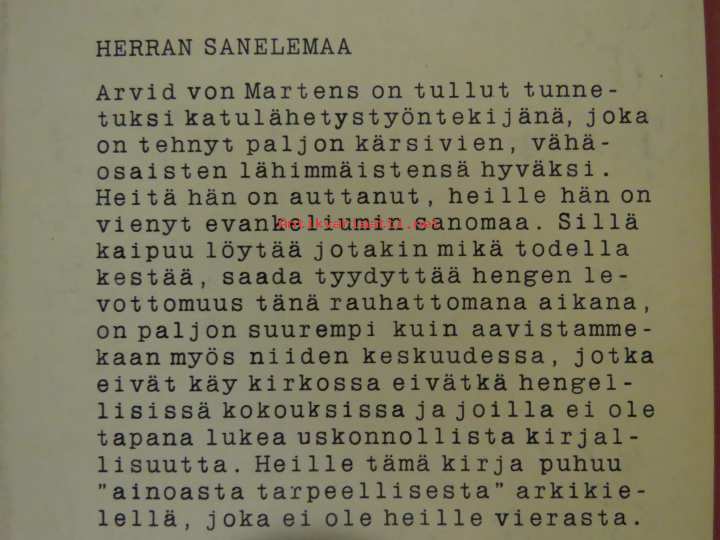 HERRAN SANELEMAA
Arvid von Martens on tullut tunne-
tuksi katulähetystyöntekijänä, joka
on tehnyt paljon kärsivien, vähä-
osaisten lähimmäistensä hyväksi.
Heitä hän on auttanut, heille hän on
vienyt evankeliumin sanomaa. Sillä
kaipuu löytää jotakin mikä todella
kestää, saada tyydyttää hengen le-
vottomuus tänä rauhattomana aikana,
on paljon suurempi kuin aavistamme-
kaan myös niiden keskuudessa, jotka
eivät käy kirkossa eivätkä hengel-
lisissä kokouksissa ja joilla ei ole
tapana lukea uskonnollista kirjal-
lisuutta. Heille tämä kirja puhuu
"ainoasta tarpeellisesta" arkikie-
lellä, joka ei ole heille vierasta.